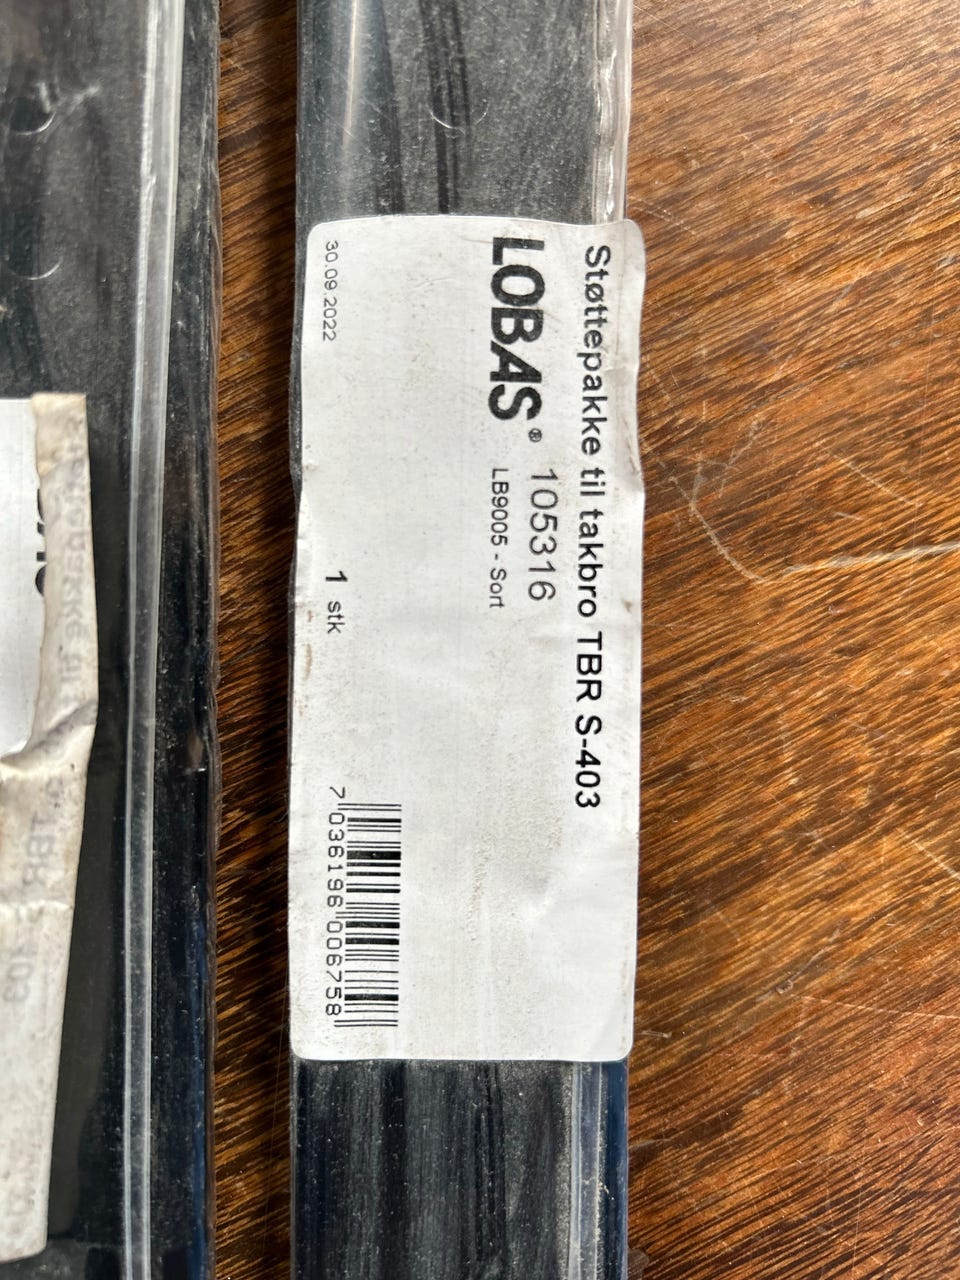 Støttepakke til takbro TBR S-403
LOBAS® 105316
LB9005 - Sort
30.09.2022
1 stk
7 036196 006758